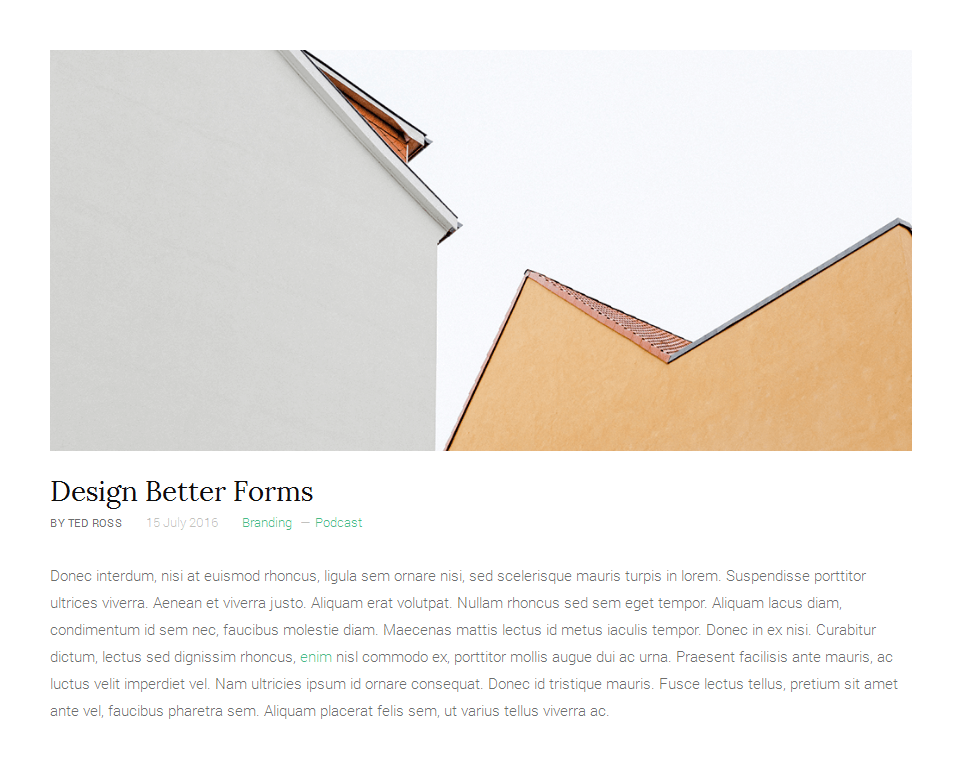 Design Better Forms
BY TED ROSS 15 July 2016 Branding — Podcast
Donec interdum, nisi at euismod rhoncus, ligula sem ornare nisi, sed scelerisque mauris turpis in lorem. Suspendisse porttitor
ultrices viverra. Aenean et viverra justo. Aliquam erat volutpat. Nullam rhoncus sed sem eget tempor. Aliquam lacus diam,
condimentum id sem nec, faucibus molestie diam. Maecenas mattis lectus id metus iaculis tempor. Donec in ex nisi. Curabitur
dictum, lectus sed dignissim rhoncus, enim nisl commodo ex, porttitor mollis augue dui ac urna. Praesent facilisis ante mauris, ac
luctus velit imperdiet vel. Nam ultricies ipsum id ornare consequat. Donec id tristique mauris. Fusce lectus tellus, pretium sit amet
ante vel, faucibus pharetra sem. Aliquam placerat felis sem, ut varius tellus viverra ac.